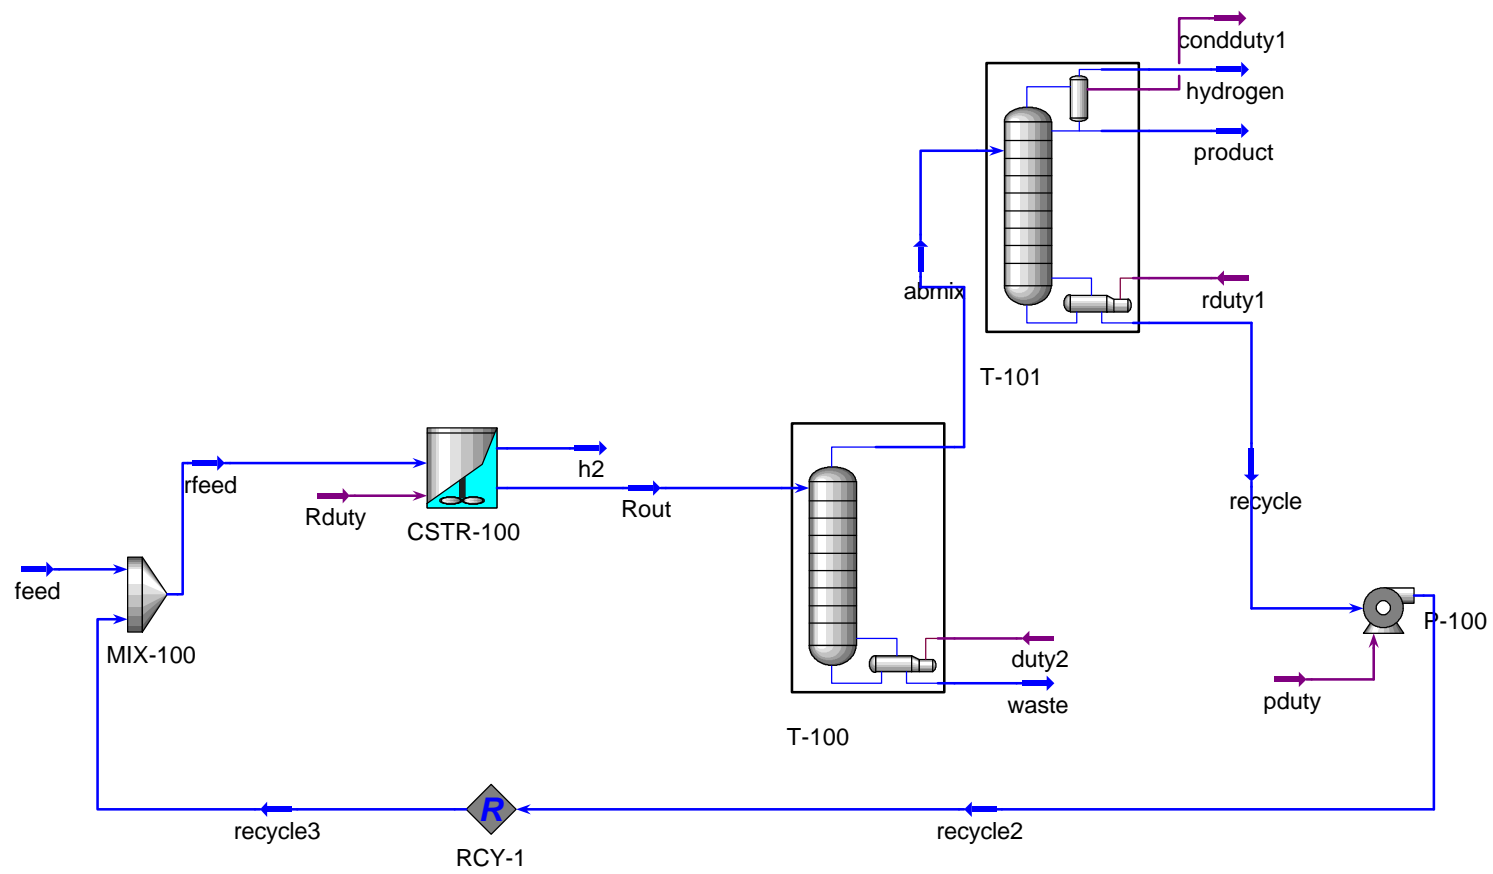 condduty1
hydrogen
product
abmix
rduty1
T-101
rfeed
h2
Rduty
Rout
CSTR-100
recycle
feed
P-100
MIX-100
duty2
pduty
waste
T-100
R
recycle3
recycle2
RCY-1